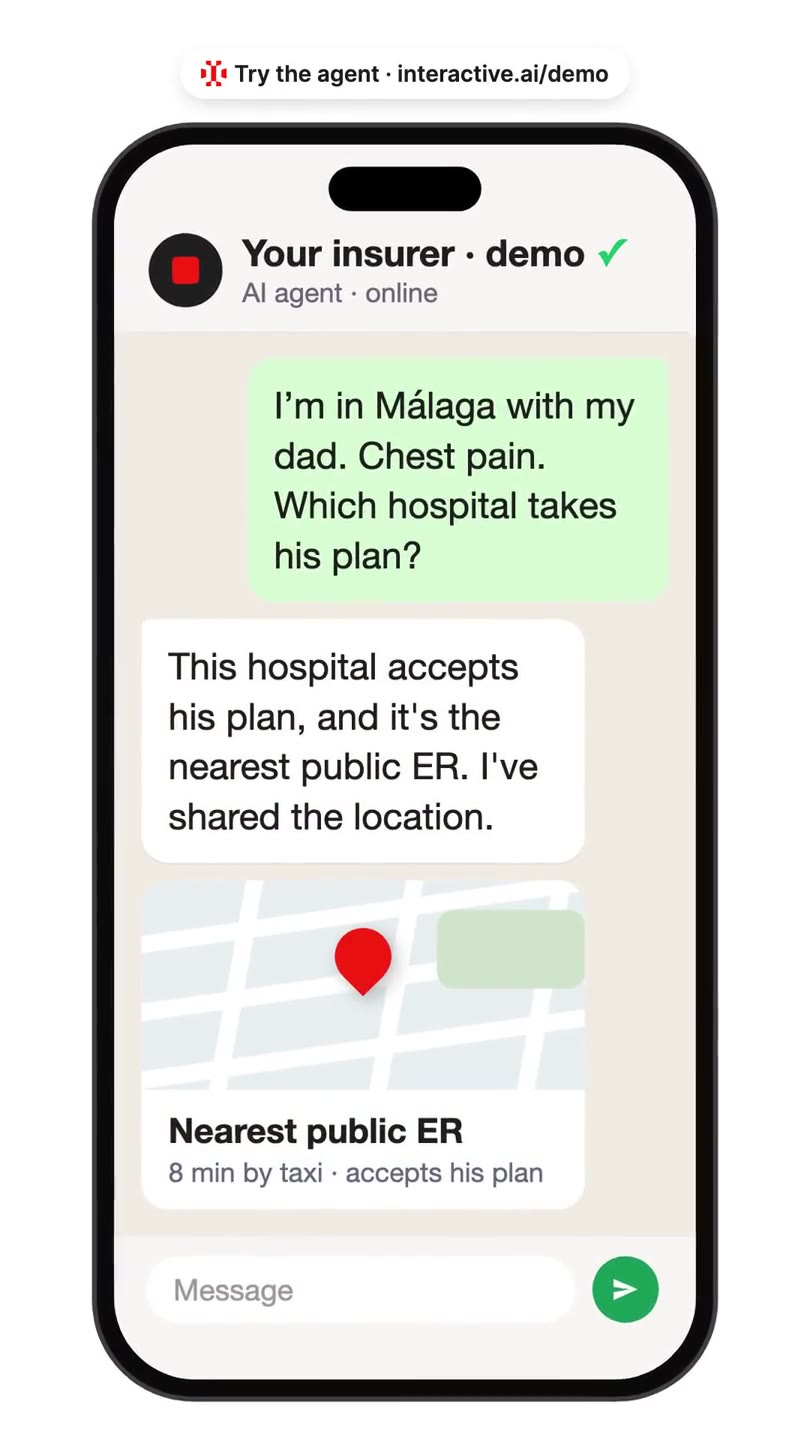 Try the agent · interactive.ai/demo
Your insurer · demo ✓
AI agent · online
I’m in Málaga with my
dad. Chest pain.
Which hospital takes
his plan?
This hospital accepts
his plan, and it's the
nearest public ER. I've
shared the location.
Nearest public ER
8 min by taxi · accepts his plan
Message